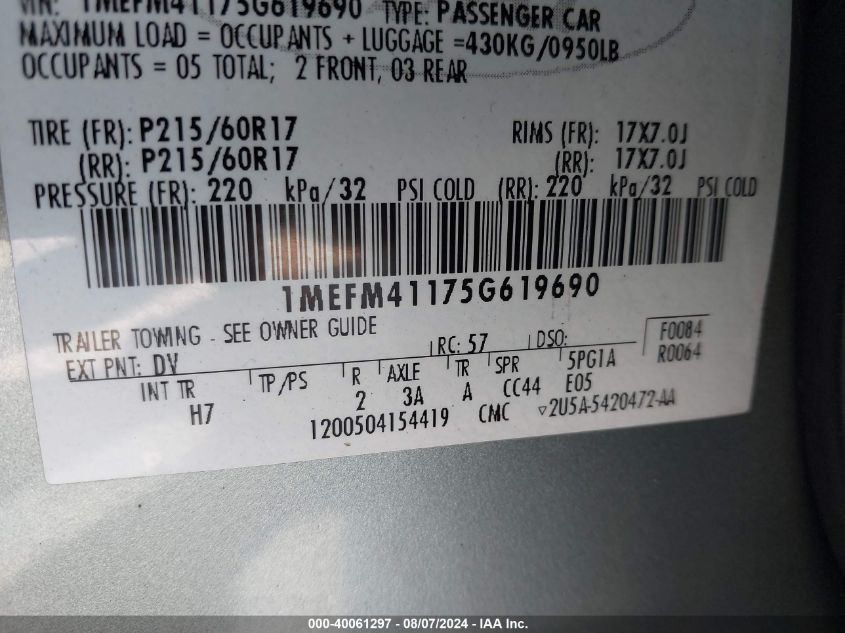 VIN: 1MEFM41175G619690 TYPE: PASSENGER CAR
MAXIMUM LOAD = OCCUPANTS + LUGGAGE =430KG/0950LB
OCCUPANTS = 05 TOTAL; 2 FRONT, 03 REAR
TIRE (FR): P215/60R17 RIMS (FR): 17X7.0J
(RR): P215/60R17 (RR): 17X7.0J
PRESSURE (FR): 220 kPa/32 PSI COLD (RR): 220 kPa/32 PSI COLD
1MEFM41175G619690
TRAILER TOWING - SEE OWNER GUIDE
EXT PNT: DV RC: 57 DSO: F0084
R0064
INT TR TP/PS R AXLE TR SPR 5PG1A
H7 2 3A A CC44 E05
1200504154419 CMC ▽2U5A-5420472-AA
000-40061297 - 08/07/2024 - IAA Inc.